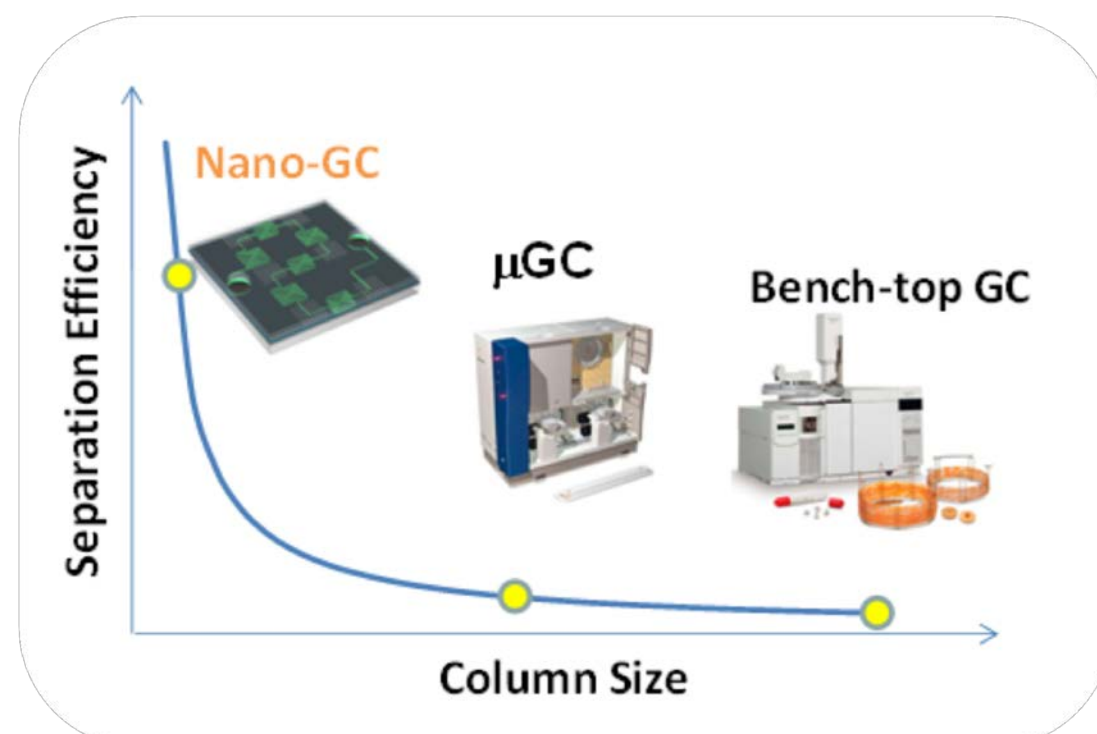 Nano-GC
μGC
Bench-top GC
Separation Efficiency
Column Size